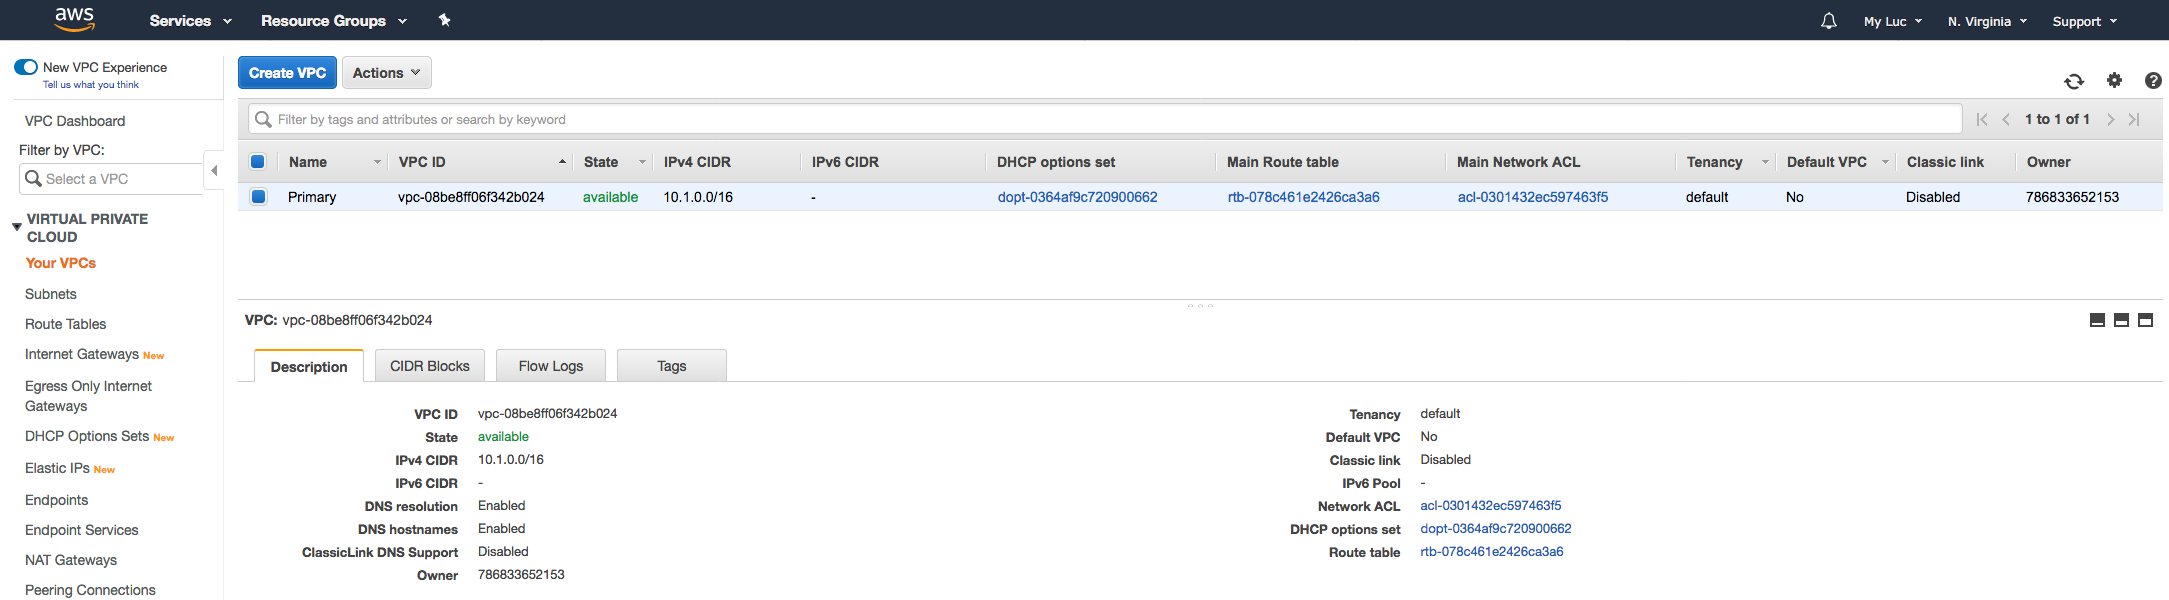 aws Services Resource Groups My Luc N. Virginia Support
New VPC Experience
Tell us what you think
VPC Dashboard
Filter by VPC:
Select a VPC
VIRTUAL PRIVATE
CLOUD
Your VPCs
Subnets
Route Tables
Internet Gateways New
Egress Only Internet
Gateways
DHCP Options Sets New
Elastic IPs New
Endpoints
Endpoint Services
NAT Gateways
Peering Connections
Create VPC Actions
Filter by tags and attributes or search by keyword 1 to 1 of 1
Name VPC ID State IPv4 CIDR IPv6 CIDR DHCP options set Main Route table Main Network ACL Tenancy Default VPC Classic link Owner
Primary vpc-08be8ff06f342b024 available 10.1.0.0/16 - dopt-0364af9c720900662 rtb-078c461e2426ca3a6 acl-0301432ec597463f5 default No Disabled 786833652153
VPC: vpc-08be8ff06f342b024
Description CIDR Blocks Flow Logs Tags
VPC ID vpc-08be8ff06f342b024
State available
IPv4 CIDR 10.1.0.0/16
IPv6 CIDR -
DNS resolution Enabled
DNS hostnames Enabled
ClassicLink DNS Support Disabled
Owner 786833652153
Tenancy default
Default VPC No
Classic link Disabled
IPv6 Pool -
Network ACL acl-0301432ec597463f5
DHCP options set dopt-0364af9c720900662
Route table rtb-078c461e2426ca3a6